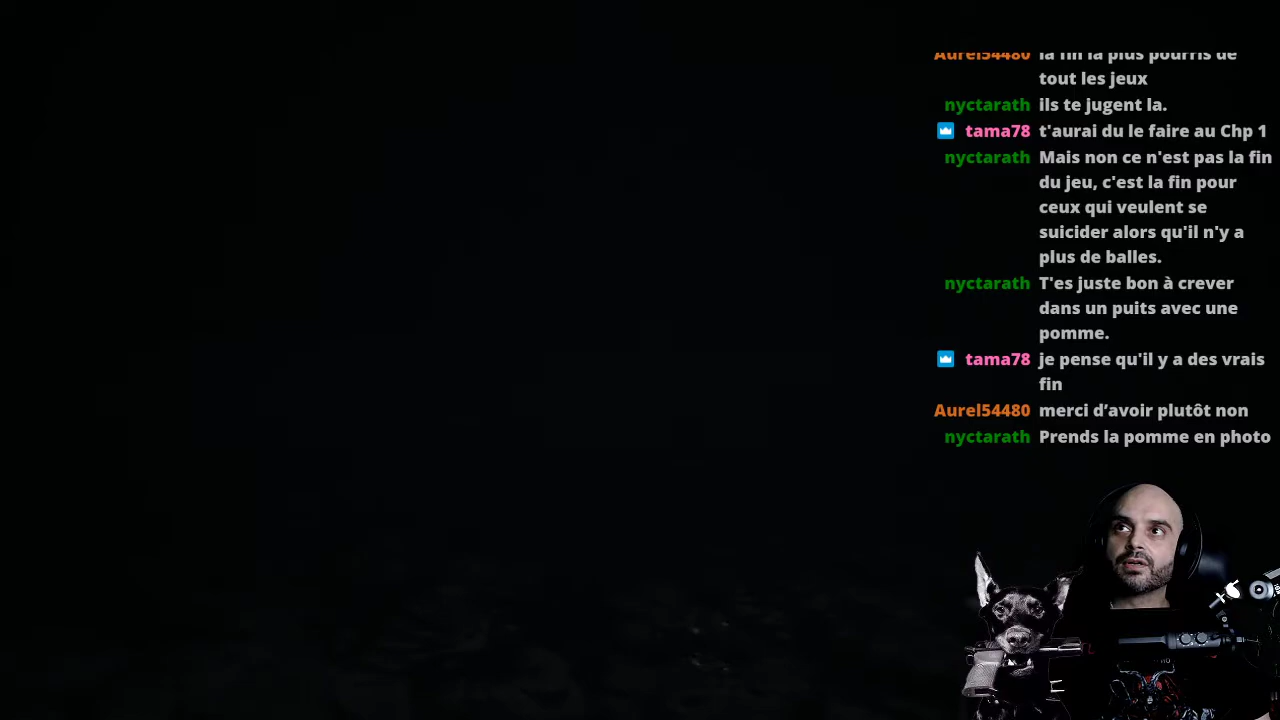 Aurel54480 la fin la plus pourris de
tout les jeux
nyctarath ils te jugent la.
tama78 t'aurai du le faire au Chp 1
nyctarath Mais non ce n'est pas la fin
du jeu, c'est la fin pour
ceux qui veulent se
suicider alors qu'il n'y a
plus de balles.
nyctarath T'es juste bon à crever
dans un puits avec une
pomme.
tama78 je pense qu'il y a des vrais
fin
Aurel54480 merci d’avoir plutôt non
nyctarath Prends la pomme en photo